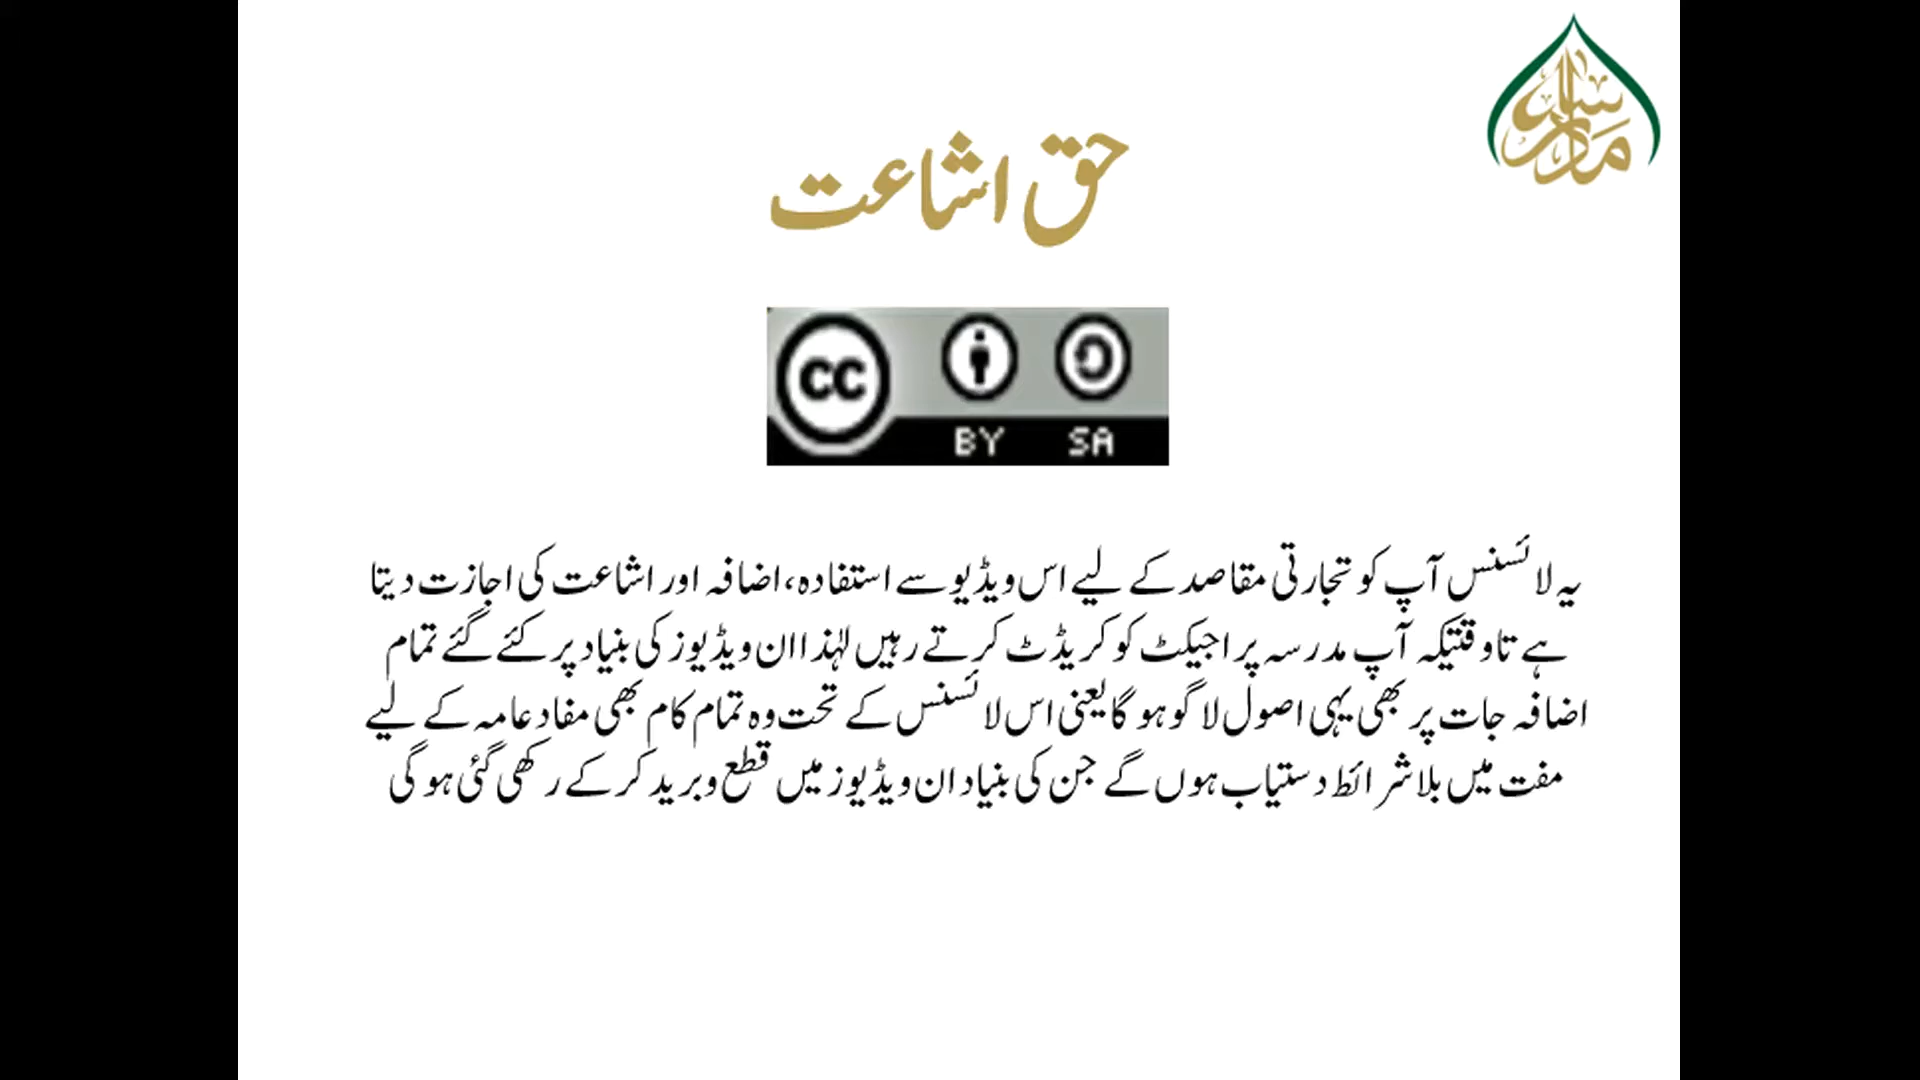 مدرسہ
حق اشاعت
cc
BY SA
یہ لائسنس آپ کو تجارتی مقاصد کے لیے اس ویڈیو سے استفادہ، اضافہ اور اشاعت کی اجازت دیتا
ہے تاوقتیکہ آپ مدرسہ پراجیکٹ کو کریڈٹ کرتے رہیں لہٰذا ان ویڈیوز کی بنیاد پر کئے گئے تمام
اضافہ جات پر بھی یہی اصول لاگو ہو گا یعنی اس لائسنس کے تحت وہ تمام کام بھی مفاد عامہ کے لیے
مفت میں بلا شرائط دستیاب ہوں گے جن کی بنیاد ان ویڈیوز میں قطع و برید کر کے رکھی گئی ہو گی